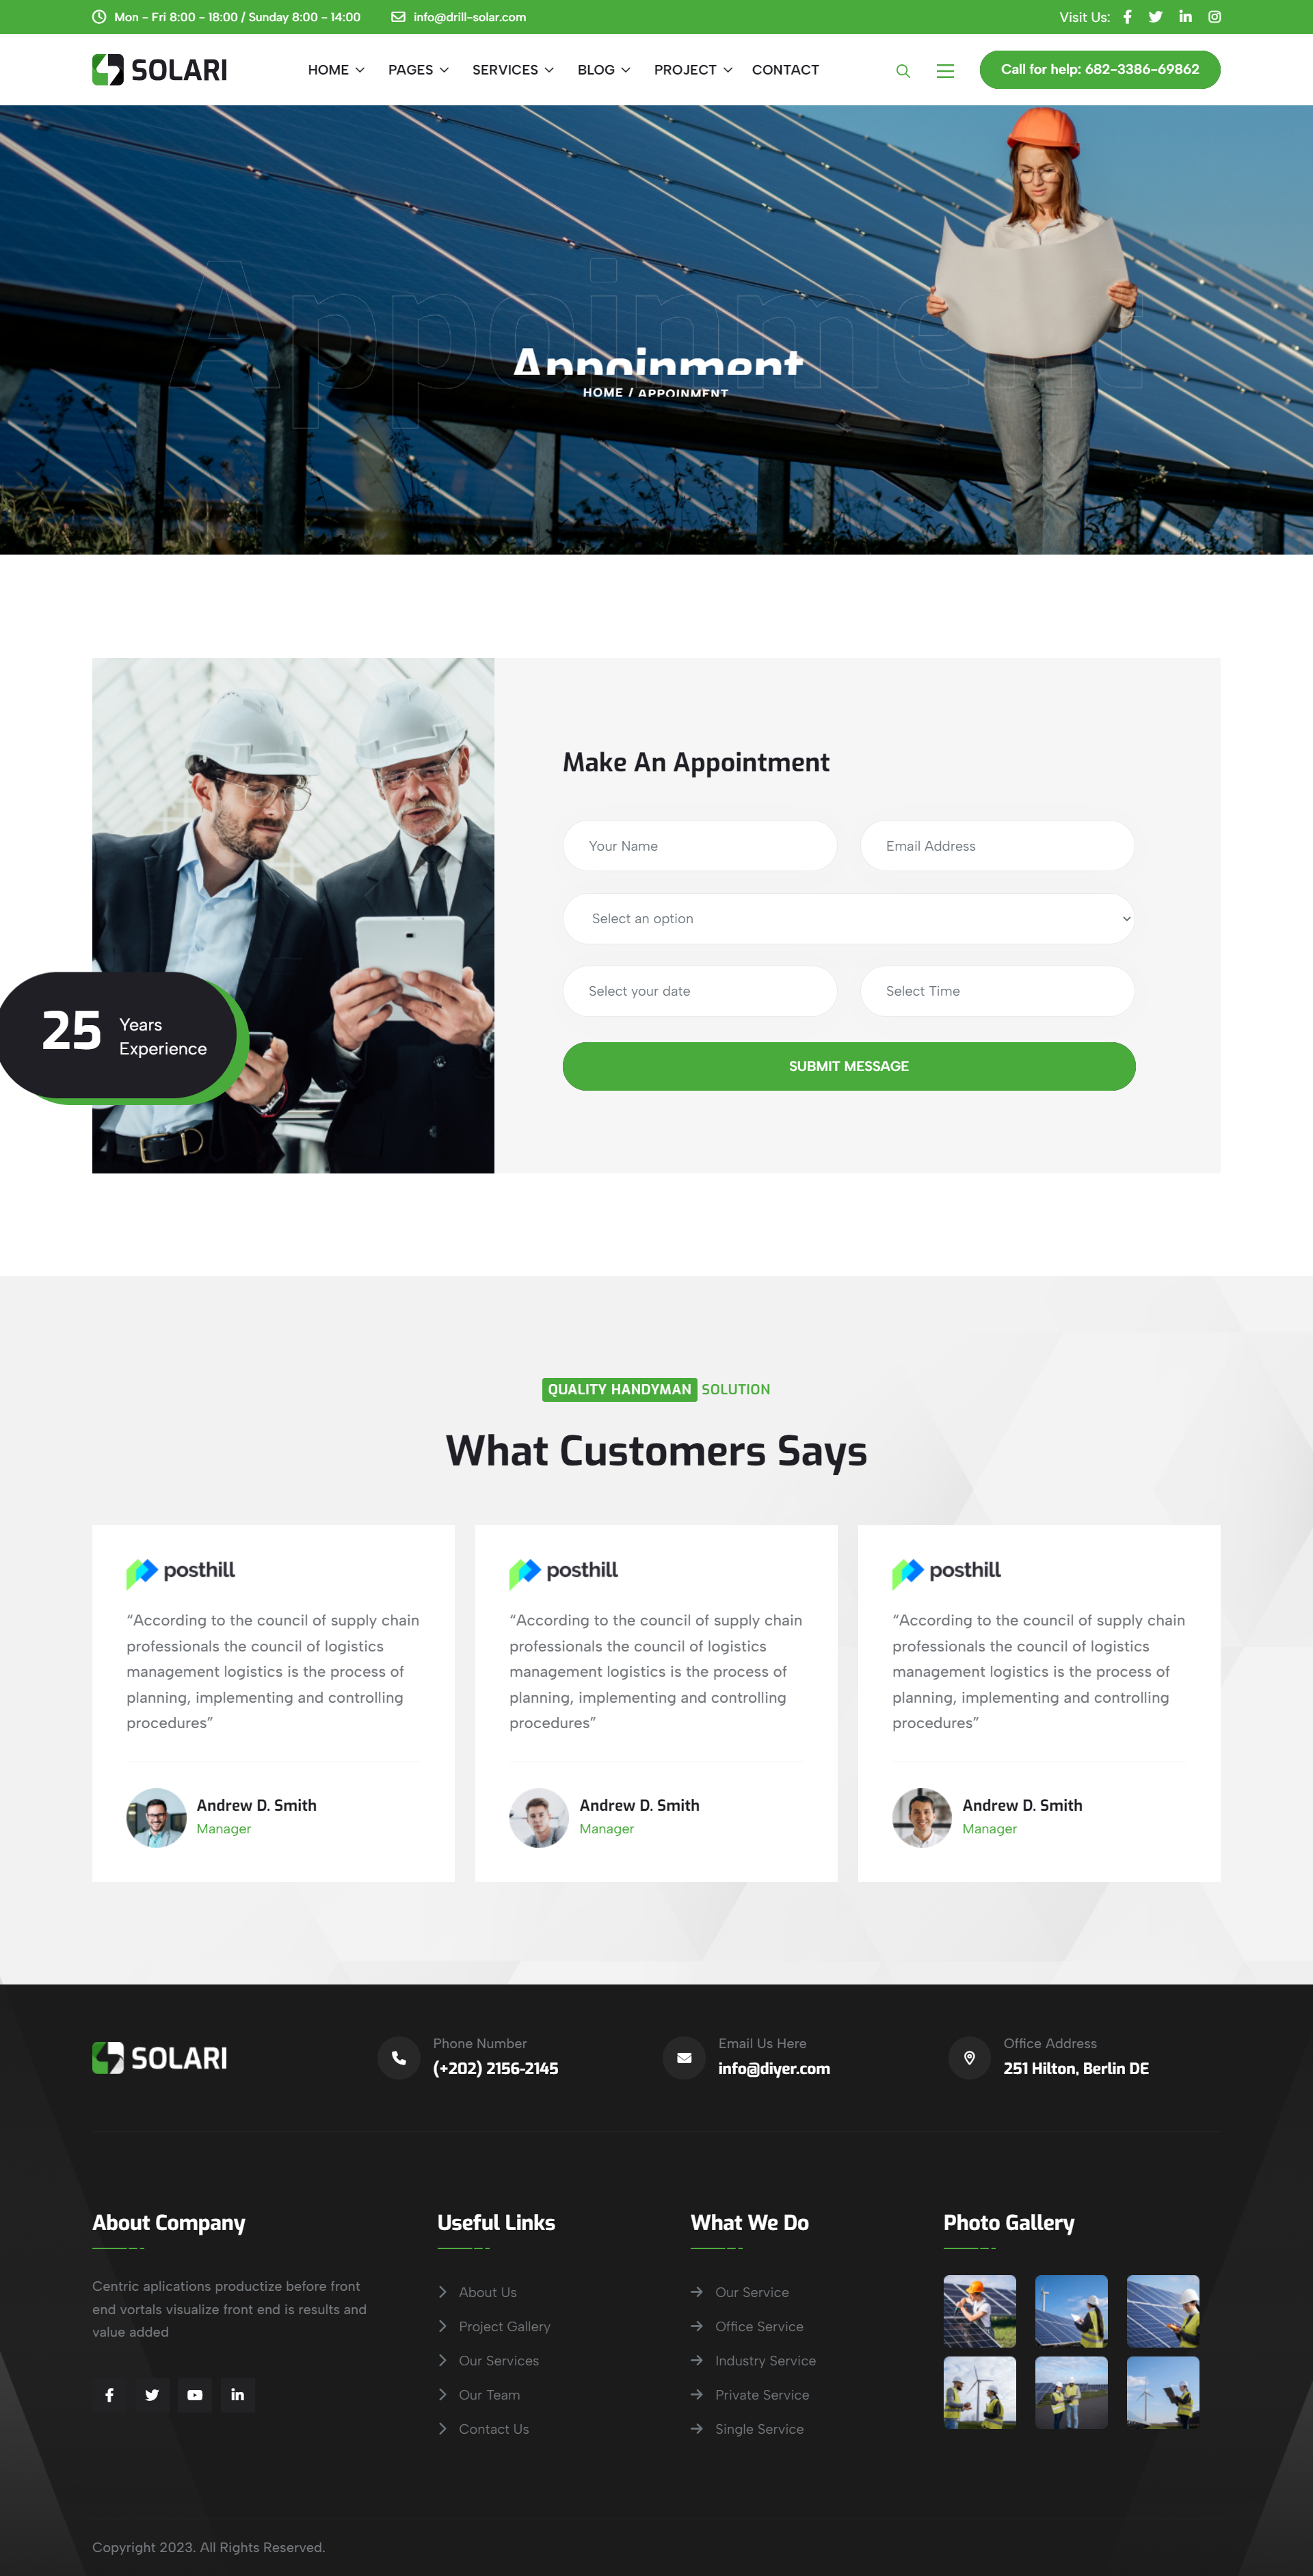 Mon - Fri 8:00 - 18:00 / Sunday 8:00 - 14:00
info@drill-solar.com
Visit Us:
SOLARI
HOME
PAGES
SERVICES
BLOG
PROJECT
CONTACT
Call for help: 682-3386-69862
Appoinment
Appoinment
HOME / APPOINMENT
25
Years
Experience
Make An Appointment
Your Name
Email Address
Select an option
Select your date
Select Time
SUBMIT MESSAGE
QUALITY HANDYMAN SOLUTION
What Customers Says
posthill
“According to the council of supply chain
professionals the council of logistics
management logistics is the process of
planning, implementing and controlling
procedures”
Andrew D. Smith
Manager
posthill
“According to the council of supply chain
professionals the council of logistics
management logistics is the process of
planning, implementing and controlling
procedures”
Andrew D. Smith
Manager
posthill
“According to the council of supply chain
professionals the council of logistics
management logistics is the process of
planning, implementing and controlling
procedures”
Andrew D. Smith
Manager
SOLARI
Phone Number
(+202) 2156-2145
Email Us Here
info@diyer.com
Office Address
251 Hilton, Berlin DE
About Company
Centric aplications productize before front
end vortals visualize front end is results and
value added
Useful Links
About Us
Project Gallery
Our Services
Our Team
Contact Us
What We Do
Our Service
Office Service
Industry Service
Private Service
Single Service
Photo Gallery
Copyright 2023. All Rights Reserved.